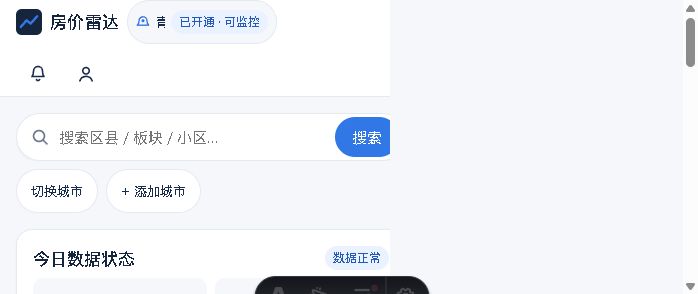 房价雷达
已开通 · 可监控
搜索区县 / 板块 / 小区...
搜索
切换城市
+ 添加城市
今日数据状态
数据正常